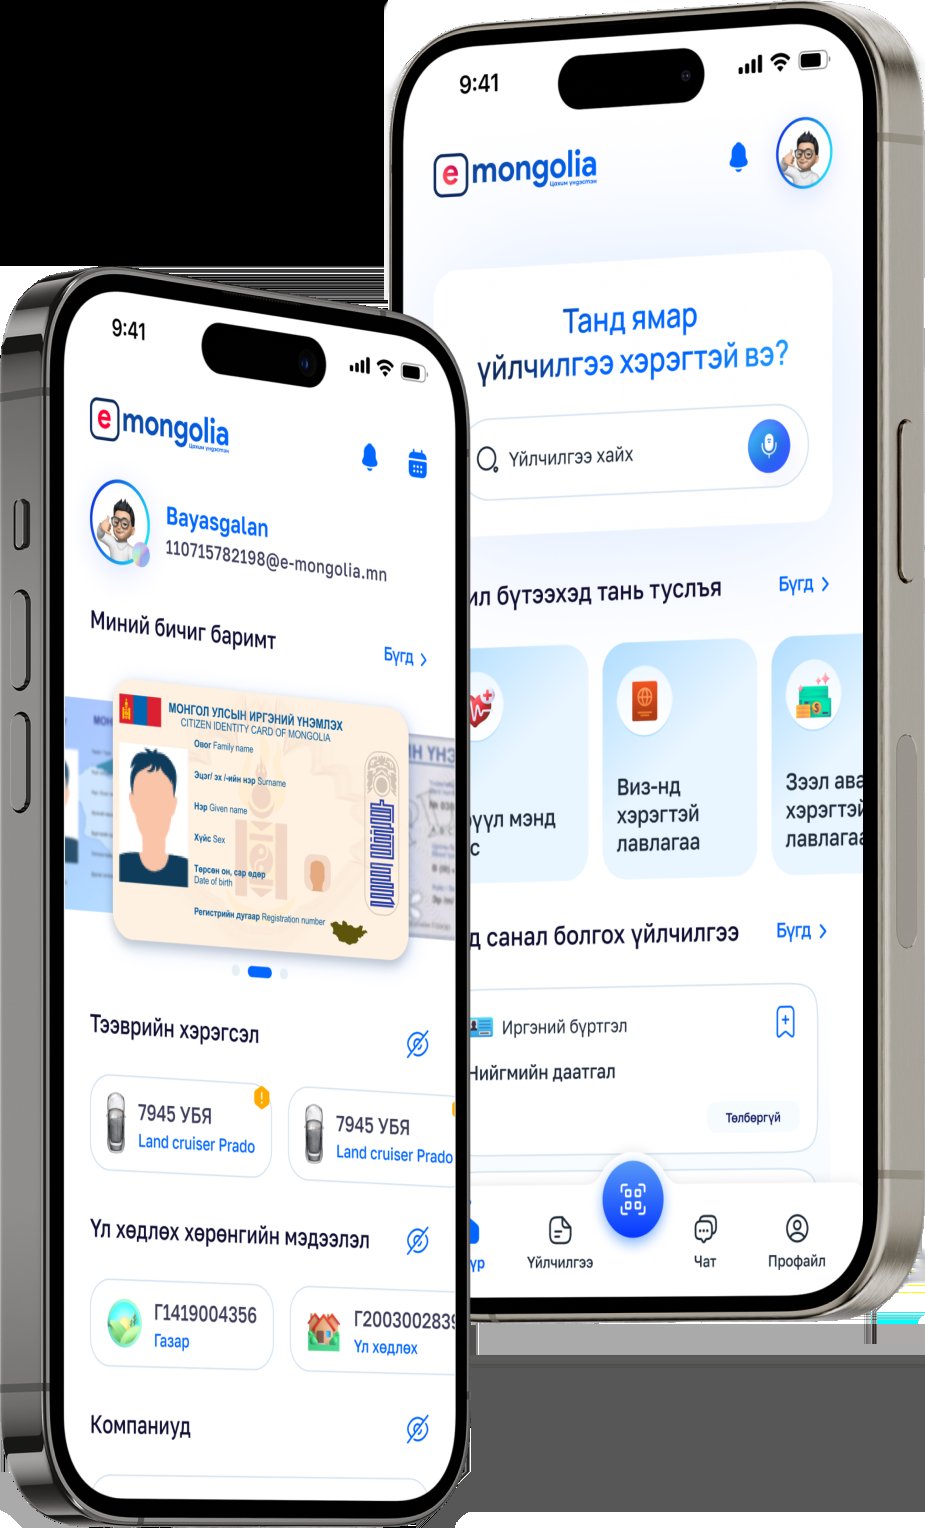 9:41
e mongolia
Цахим үндэстэн
Bayasgalan
110715782198@e-mongolia.mn
Миний бичиг баримт
Бүгд
МОНГОЛ УЛСЫН ИРГЭНИЙ ҮНЭМЛЭХ
CITIZEN IDENTITY CARD OF MONGOLIA
Овог Family name
Эцэг/ эх /-ийн нэр Surname
Нэр Given name
Хүйс Sex
Төрсөн он, сар өдөр
Date of birth
Регистрийн дугаар Registration number
Тээврийн хэрэгсэл
7945 УБЯ
Land cruiser Prado
7945 УБЯ
Land cruiser Prado
Үл хөдлөх хөрөнгийн мэдээлэл
Г1419004356
Газар
Г2003002839
Үл хөдлөх
Компаниуд
9:41
e mongolia
Цахим үндэстэн
Танд ямар
үйлчилгээ хэрэгтэй вэ?
Үйлчилгээ хайх
ил бүтээхэд тань туслъя
Бүгд
рүүл мэнд
с
Виз-нд
хэрэгтэй
лавлагаа
Зээл ава
хэрэгтэй
лавлагаа
д санал болгох үйлчилгээ
Бүгд
Иргэний бүртгэл
Нийгмийн даатгал
Төлбөргүй
үр
Үйлчилгээ
Чат
Профайл